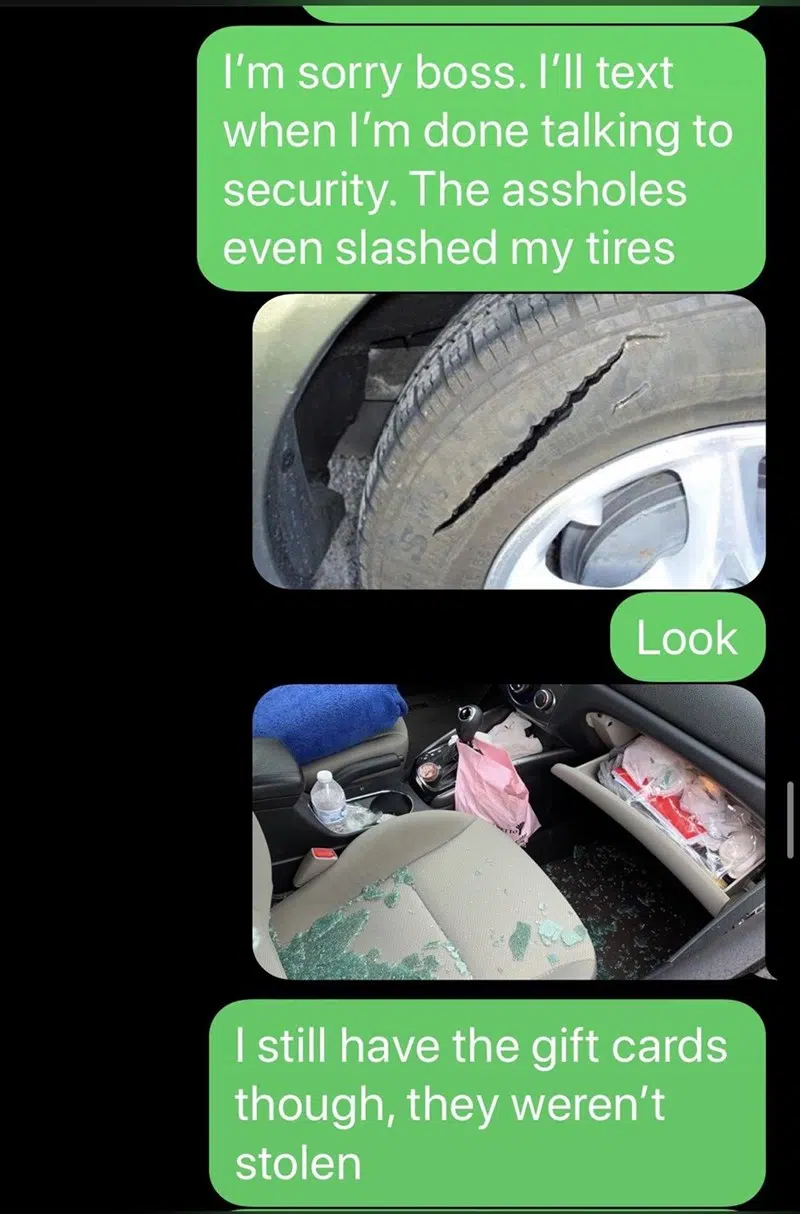 I’m sorry boss. I’ll text
when I’m done talking to
security. The assholes
even slashed my tires
Look
I still have the gift cards
though, they weren’t
stolen